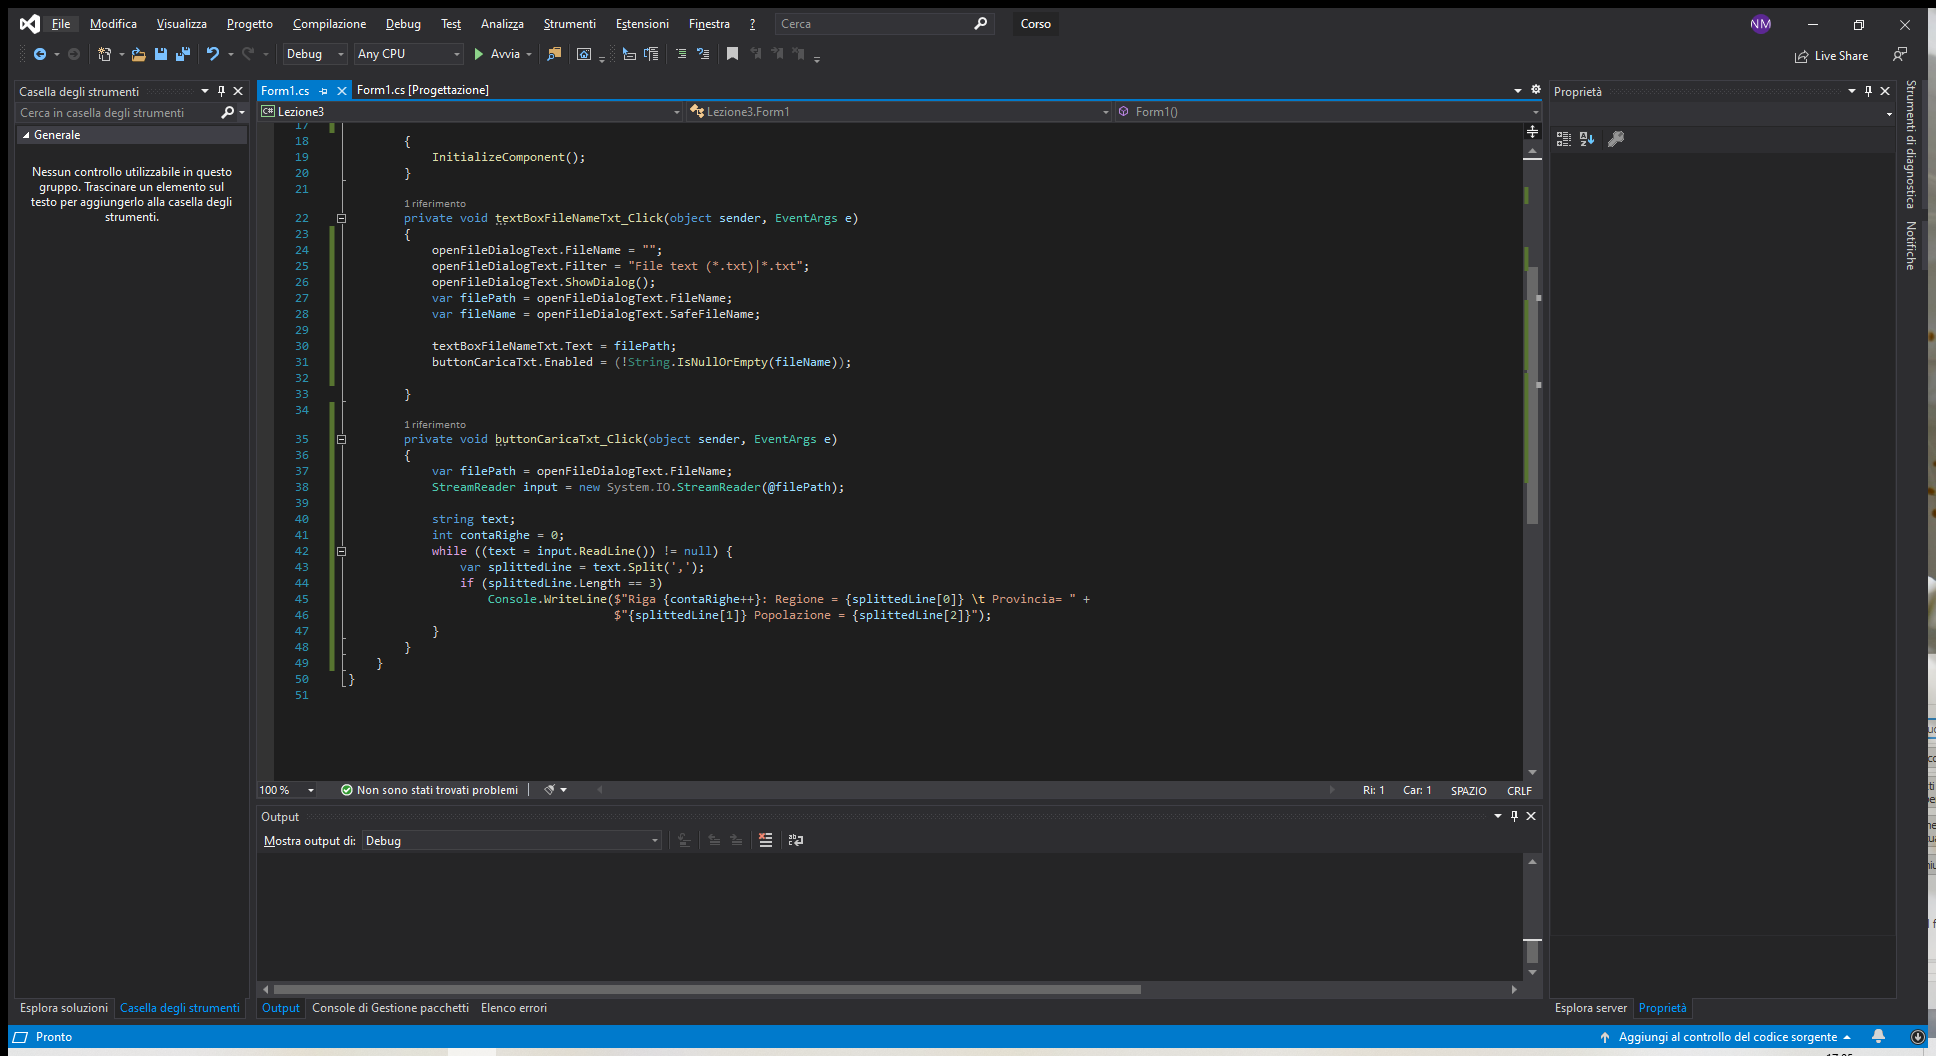 File Modifica Visualizza Progetto Compilazione Debug Test Analizza Strumenti Estensioni Finestra ? Cerca Corso NM
Debug Any CPU Avvia Live Share
Casella degli strumenti
Cerca in casella degli strumenti
Generale
Nessun controllo utilizzabile in questo
gruppo. Trascinare un elemento sul
testo per aggiungerlo alla casella degli
strumenti.
Form1.cs Form1.cs [Progettazione]
C# Lezione3 Lezione3.Form1 Form1()
17
18 {
19 InitializeComponent();
20 }
21
1 riferimento
22 private void textBoxFileNameTxt_Click(object sender, EventArgs e)
23 {
24 openFileDialogText.FileName = "";
25 openFileDialogText.Filter = "File text (*.txt)|*.txt";
26 openFileDialogText.ShowDialog();
27 var filePath = openFileDialogText.FileName;
28 var fileName = openFileDialogText.SafeFileName;
29
30 textBoxFileNameTxt.Text = filePath;
31 buttonCaricaTxt.Enabled = (!String.IsNullOrEmpty(fileName));
32
33 }
34
1 riferimento
35 private void buttonCaricaTxt_Click(object sender, EventArgs e)
36 {
37 var filePath = openFileDialogText.FileName;
38 StreamReader input = new System.IO.StreamReader(@filePath);
39
40 string text;
41 int contaRighe = 0;
42 while ((text = input.ReadLine()) != null) {
43 var splittedLine = text.Split(',');
44 if (splittedLine.Length == 3)
45 Console.WriteLine($"Riga {contaRighe++}: Regione = {splittedLine[0]} \t Provincia= " +
46 $"{splittedLine[1]} Popolazione = {splittedLine[2]}");
47 }
48 }
49 }
50 }
51
100 % Non sono stati trovati problemi Ri: 1 Car: 1 SPAZIO CRLF
Output
Mostra output di: Debug
Proprietà
Strumenti di diagnostica
Notifiche
Esplora soluzioni Casella degli strumenti Output Console di Gestione pacchetti Elenco errori Esplora server Proprietà
Pronto Aggiungi al controllo del codice sorgente